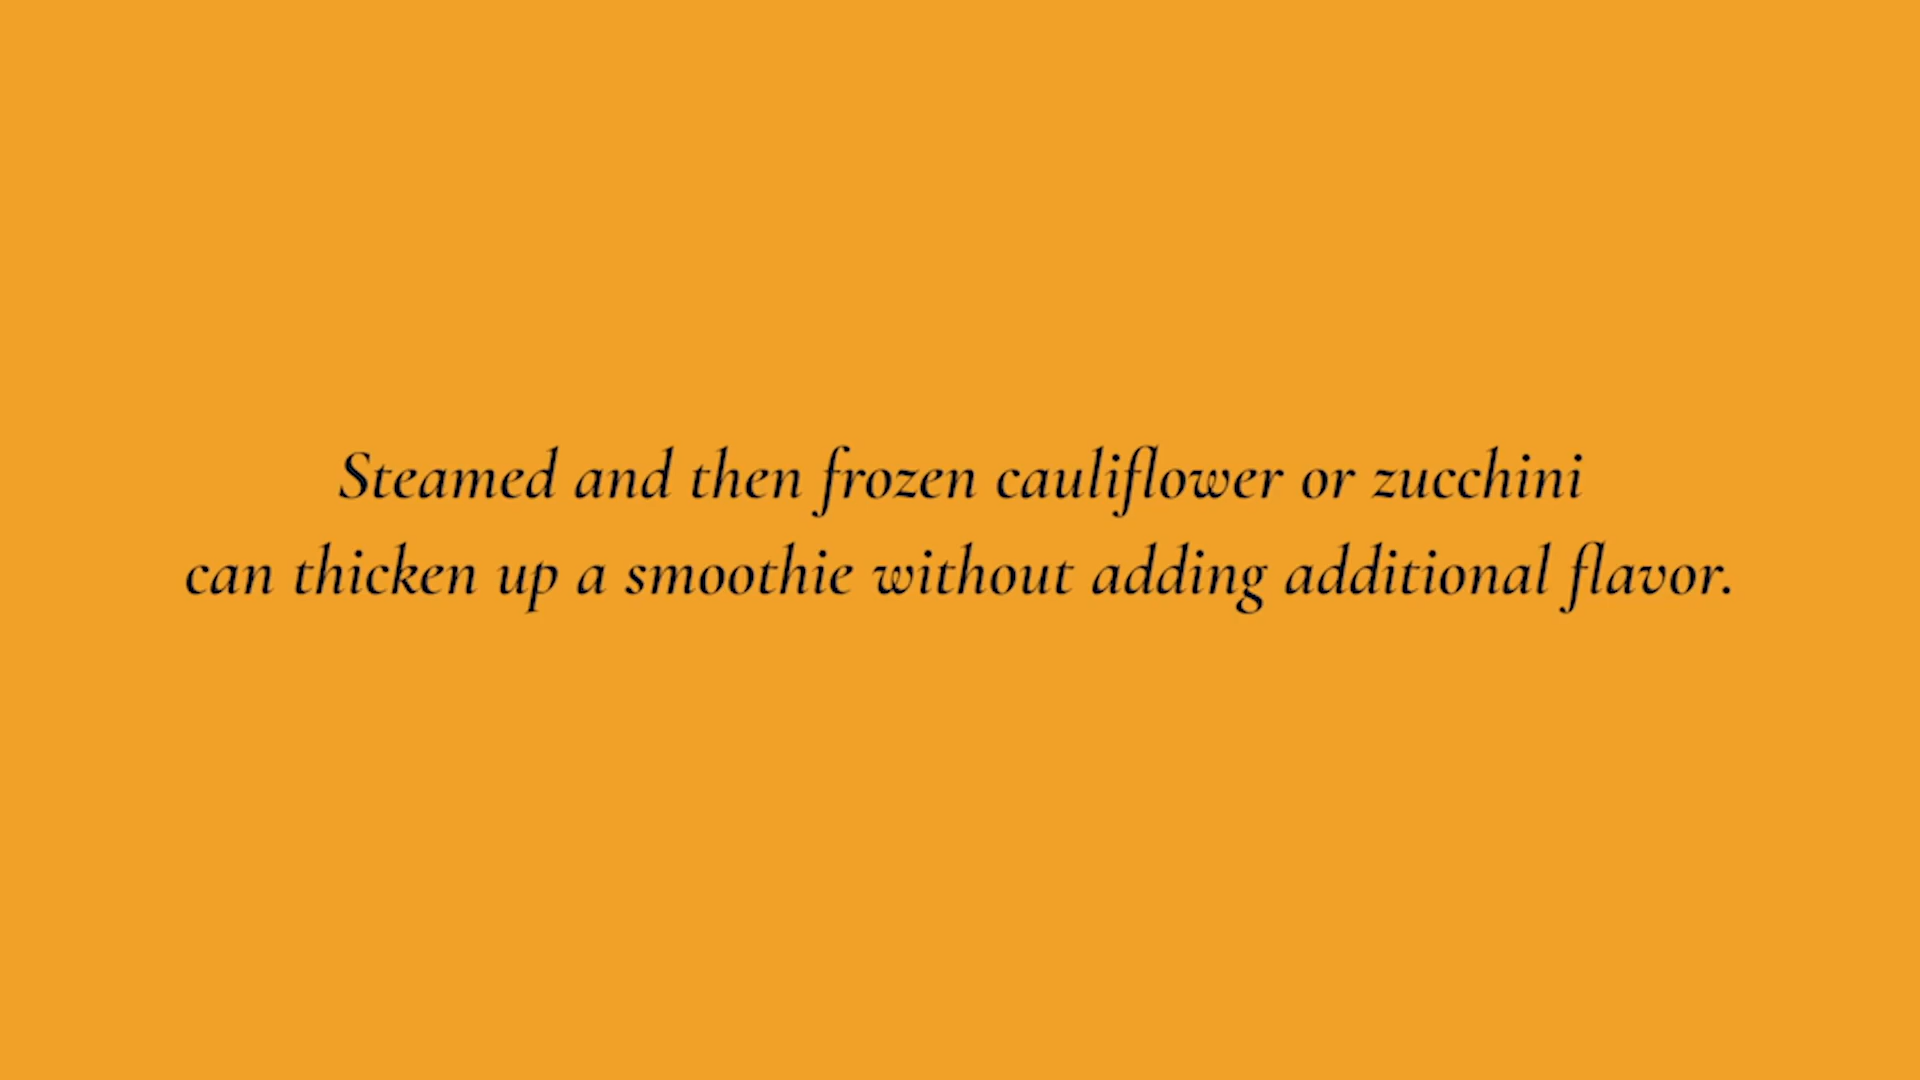 Steamed and then frozen cauliflower or zucchini
can thicken up a smoothie without adding additional flavor.